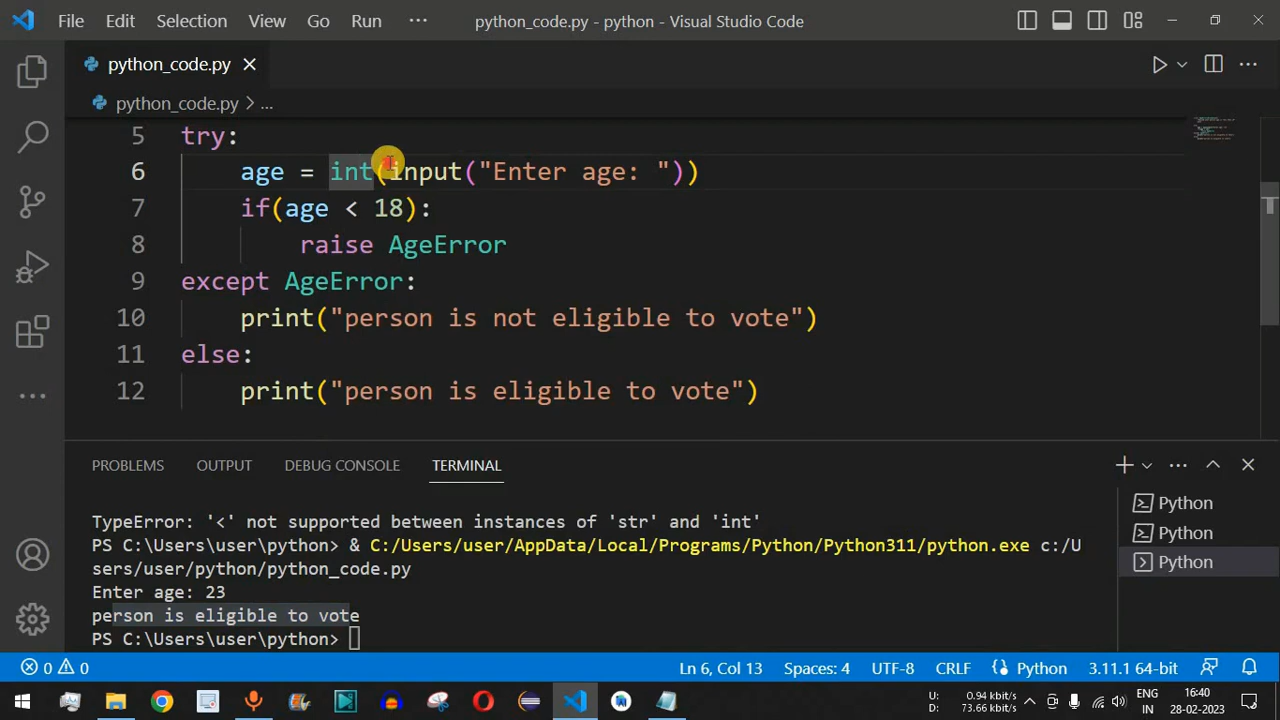 File Edit Selection View Go Run ··· python_code.py - python - Visual Studio Code
python_code.py
python_code.py > ...
5 try:
6 age = int(input("Enter age: "))
7 if(age < 18):
8 raise AgeError
9 except AgeError:
10 print("person is not eligible to vote")
11 else:
12 print("person is eligible to vote")
PROBLEMS OUTPUT DEBUG CONSOLE TERMINAL
TypeError: '<' not supported between instances of 'str' and 'int'
PS C:\Users\user\python> & C:/Users/user/AppData/Local/Programs/Python/Python311/python.exe c:/U
sers/user/python/python_code.py
Enter age: 23
person is eligible to vote
PS C:\Users\user\python>
Python
Python
Python
0 0 Ln 6, Col 13 Spaces: 4 UTF-8 CRLF Python 3.11.1 64-bit
U: 0.94 kbit/s
D: 73.66 kbit/s
ENG
IN
16:40
28-02-2023